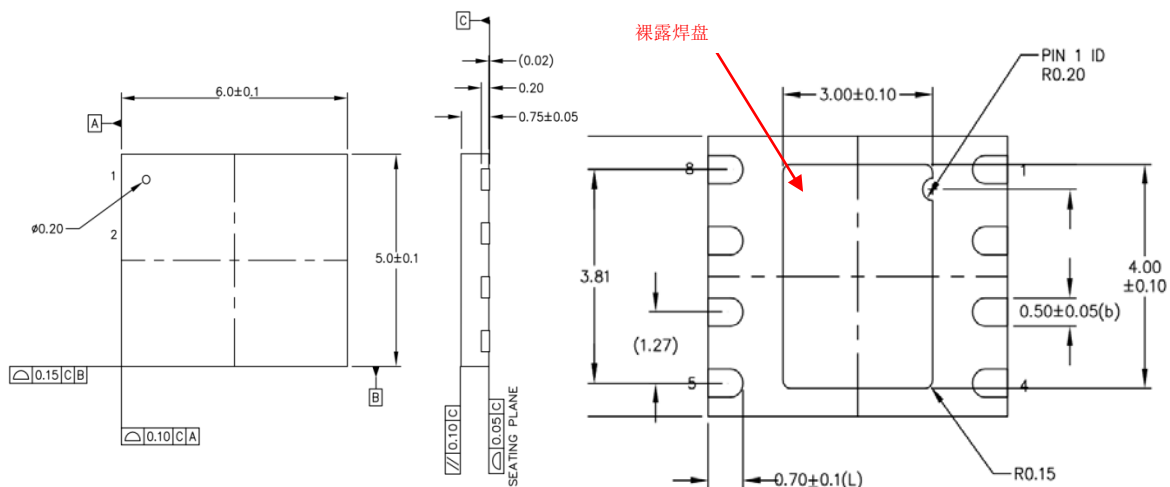 6.0±0.1
A
1
2
ø0.20
5.0±0.1
⌓ 0.15 C B
B
⌓ 0.10 C A
C
(0.02)
0.20
0.75±0.05
// 0.10 C
⌓ 0.05 C
SEATING PLANE
裸露焊盘
PIN 1 ID
R0.20
3.00±0.10
8
1
3.81
4.00
±0.10
0.50±0.05(b)
(1.27)
5
4
0.70±0.1(L)
R0.15